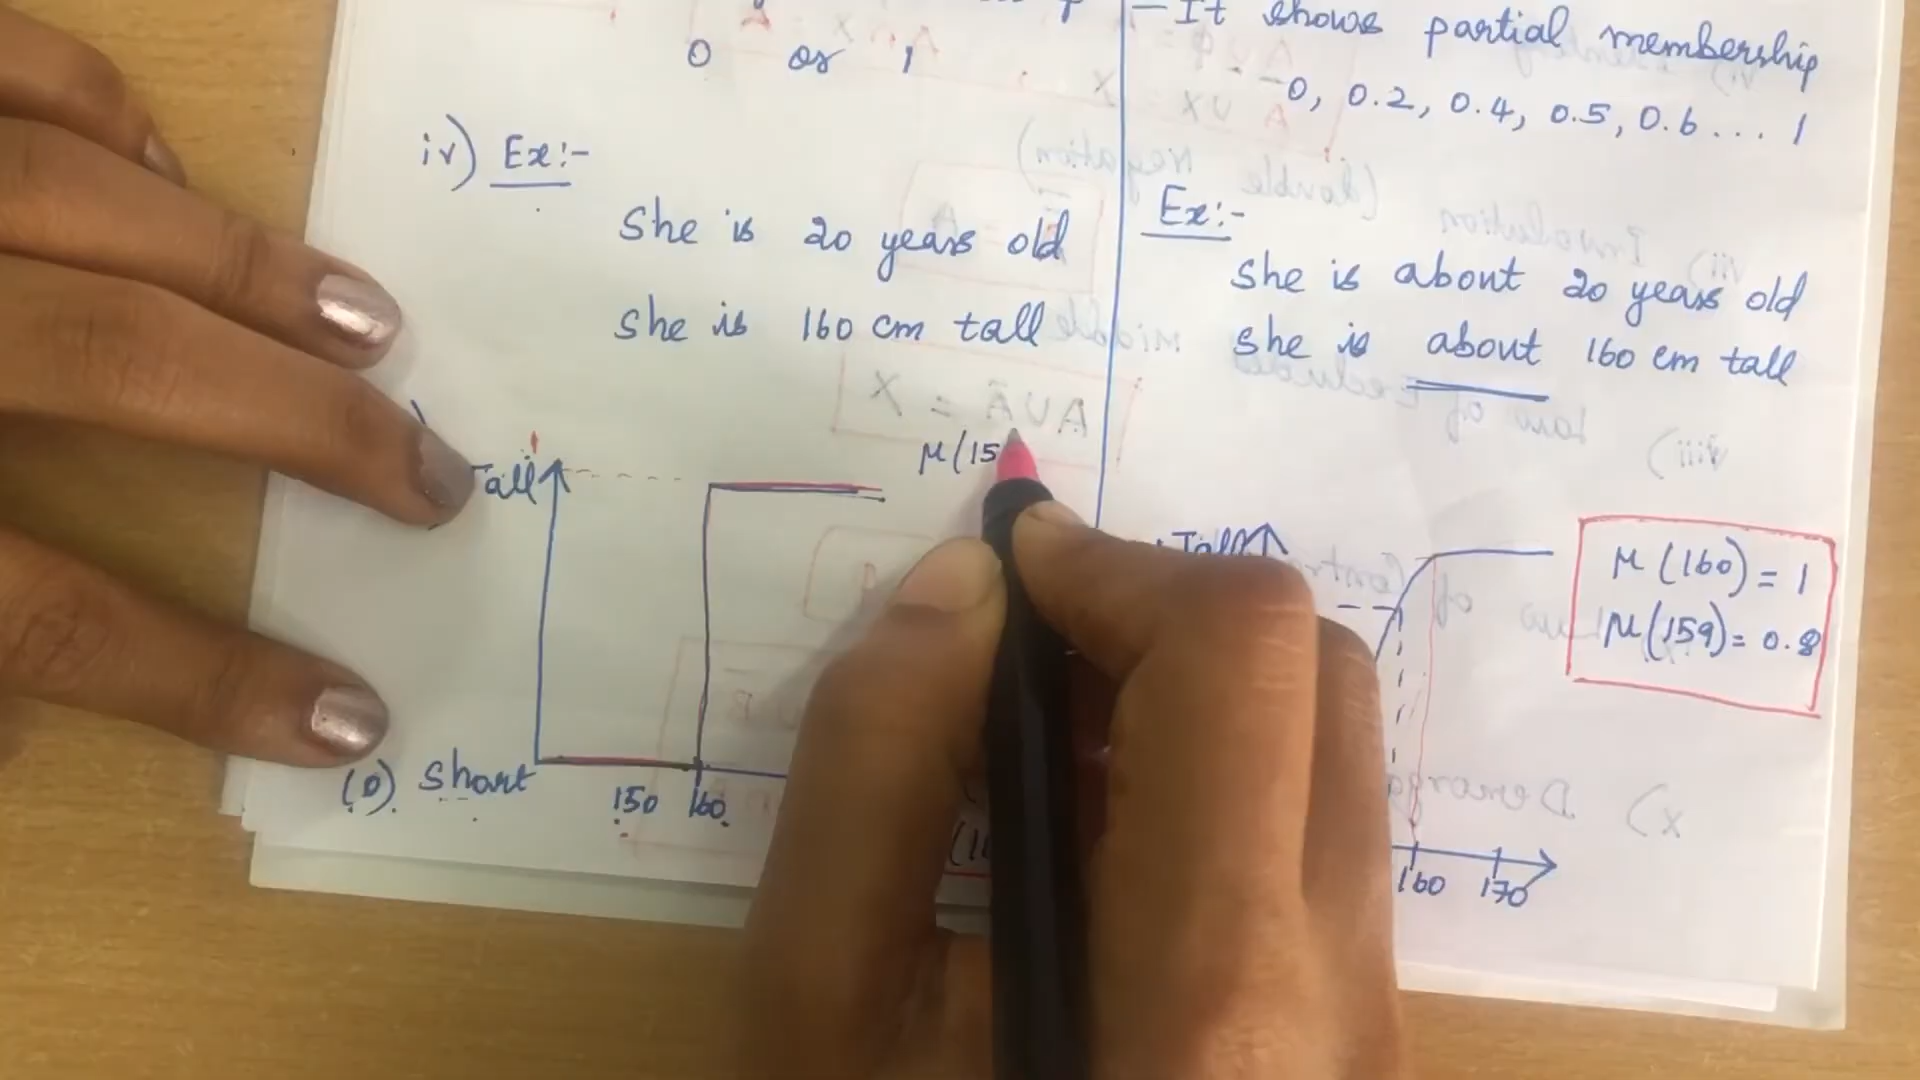 0 or 1
iv) Ex:-
She is 20 years old
She is 160 cm tall
μ(15
Tall
(0) Short
150 160
- It shows partial membership
0, 0.2, 0.4, 0.5, 0.6... 1
Ex:-
She is about 20 years old
She is about 160 cm tall
Tall
μ(160) = 1
μ(159) = 0.8
160 170